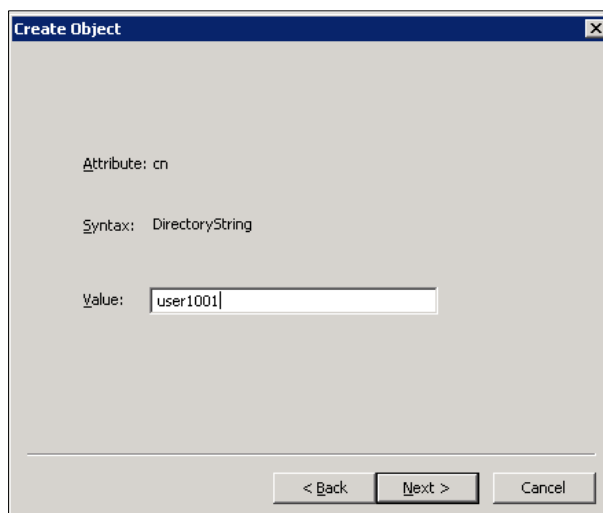 Create Object
Attribute: cn
Syntax: DirectoryString
Value: user1001
< Back Next > Cancel